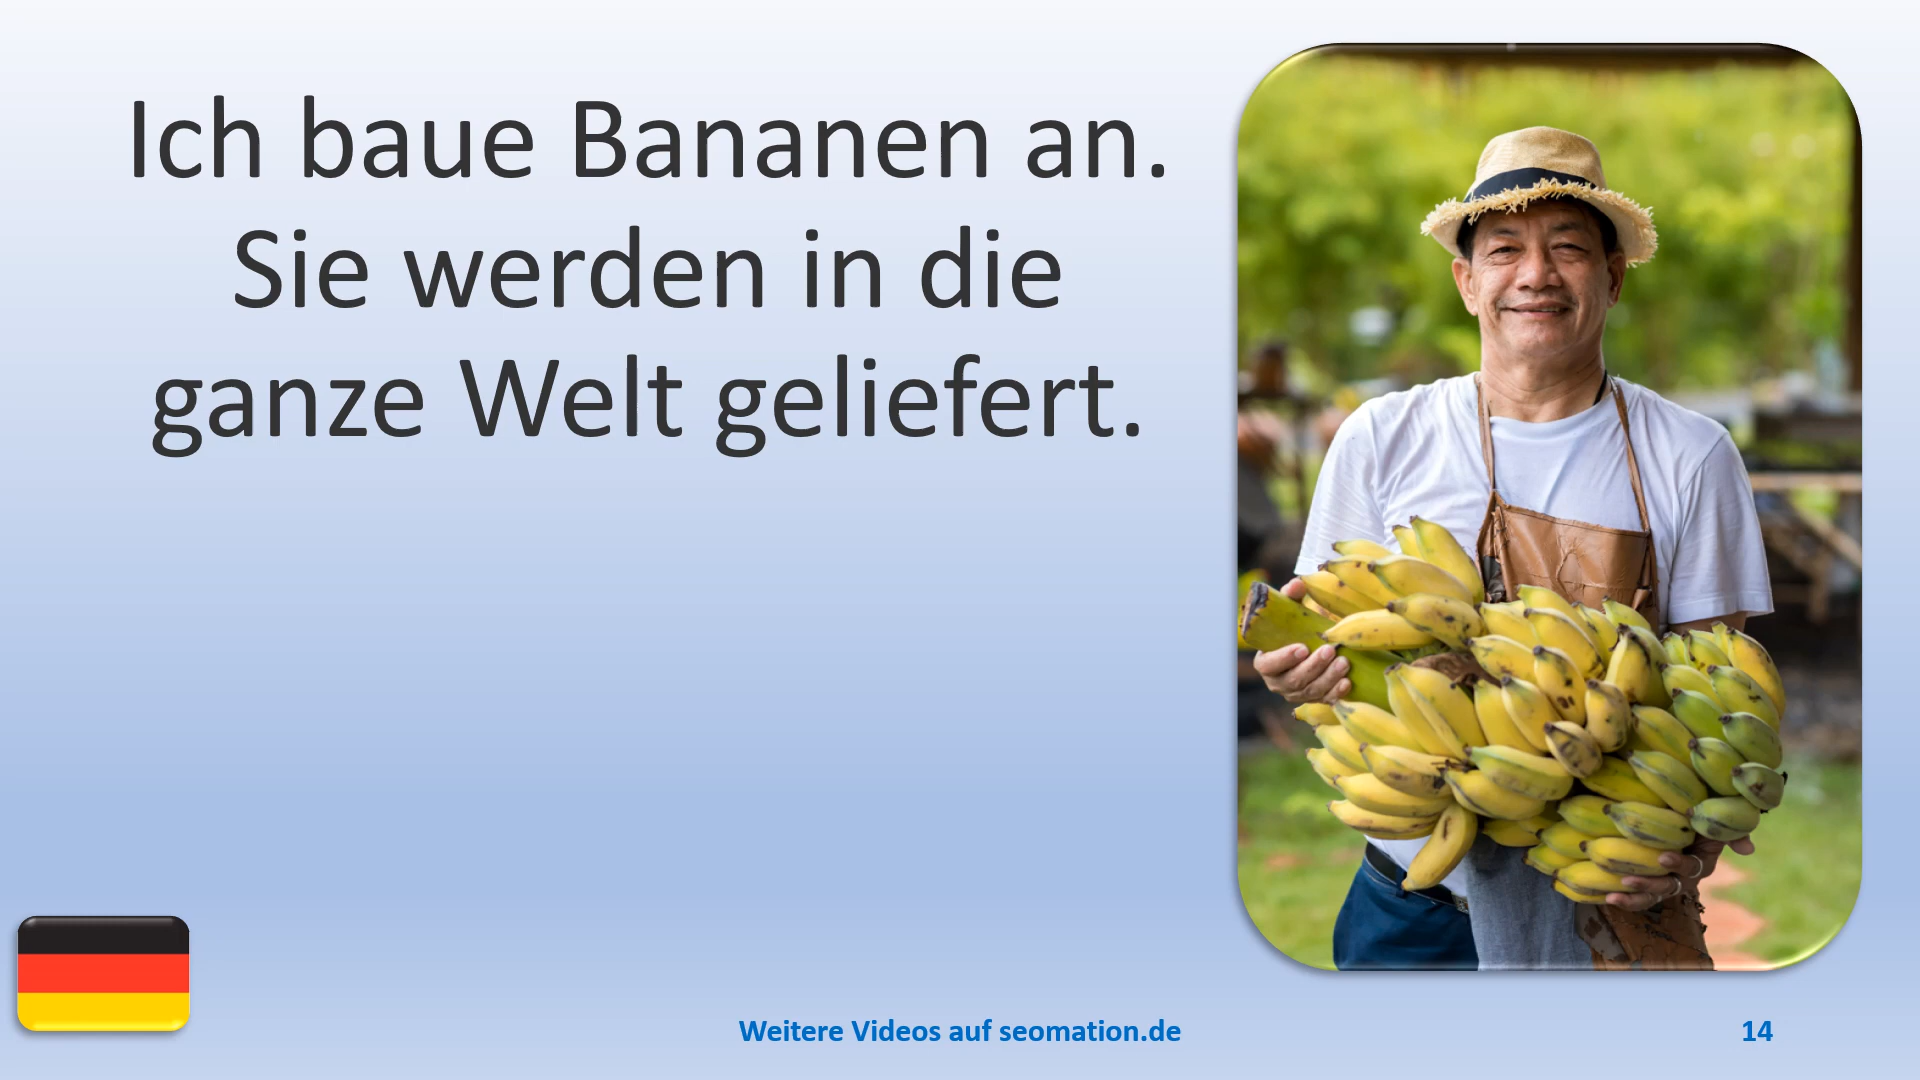 Ich baue Bananen an.
Sie werden in die
ganze Welt geliefert.
Weitere Videos auf seomation.de
14